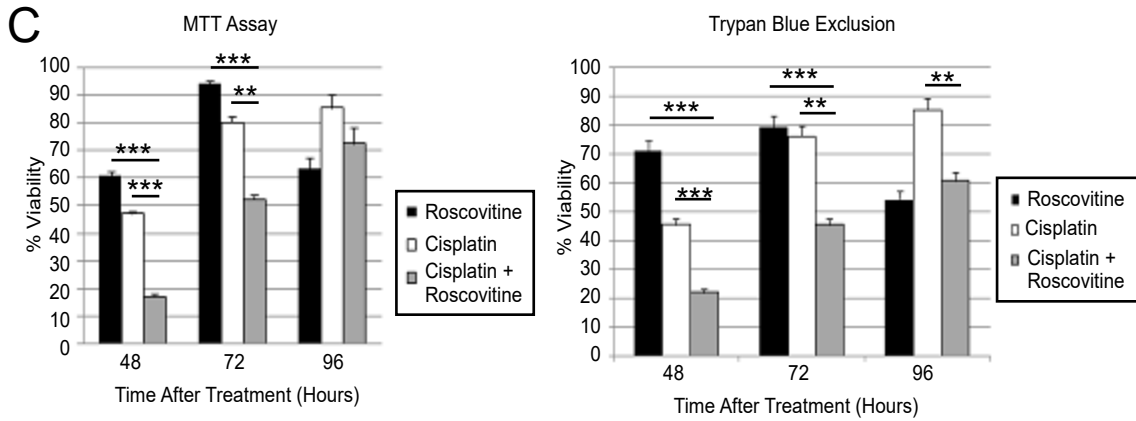 C
MTT Assay
100
90
80
70
60
50
40
30
20
10
0
% Viability
***
***
***
**
48
72
96
Time After Treatment (Hours)
Roscovitine
Cisplatin
Cisplatin +
Roscovitine
Trypan Blue Exclusion
100
90
80
70
60
50
40
30
20
10
0
% Viability
***
***
***
**
**
48
72
96
Time After Treatment (Hours)
Roscovitine
Cisplatin
Cisplatin +
Roscovitine